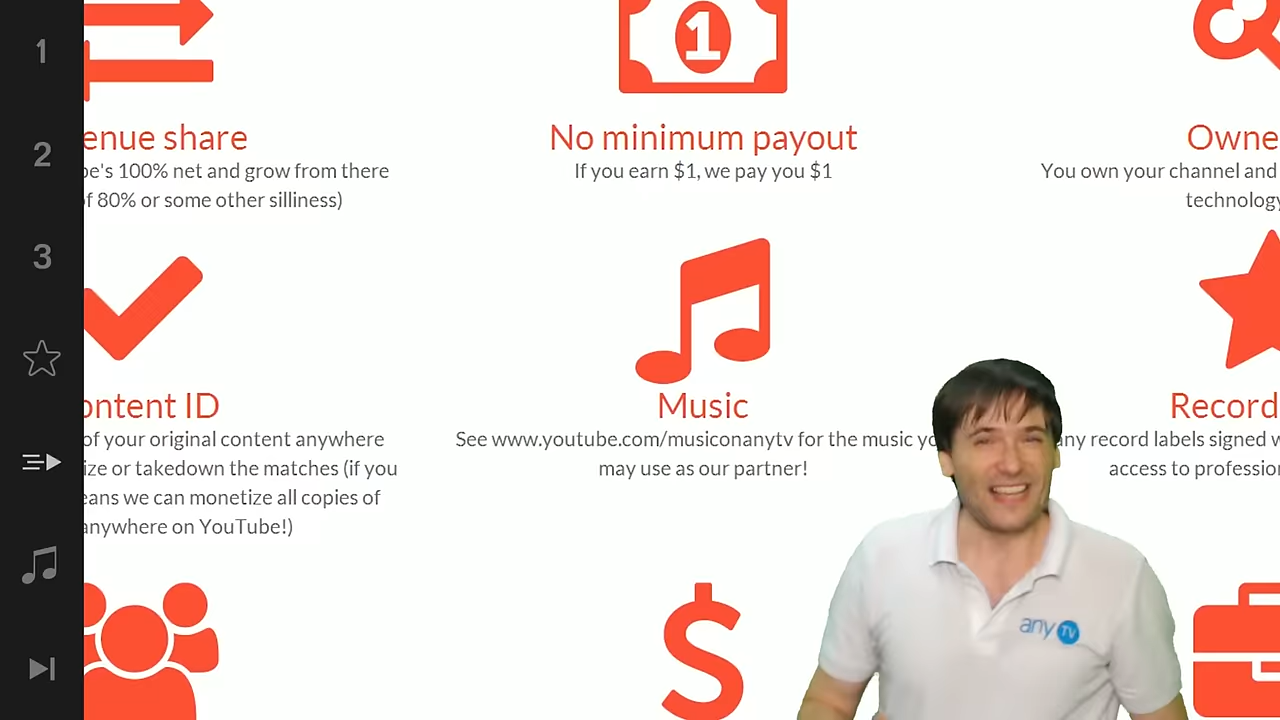 1
2
3
1
enue share
be's 100% net and grow from there
of 80% or some other silliness)
No minimum payout
If you earn $1, we pay you $1
Owne
You own your channel and
technology
ontent ID
of your original content anywhere
ize or takedown the matches (if you
eans we can monetize all copies of
anywhere on YouTube!)
Music
See www.youtube.com/musiconanytv for the music yo
may use as our partner!
Record
any record labels signed w
access to profession
$
any TV